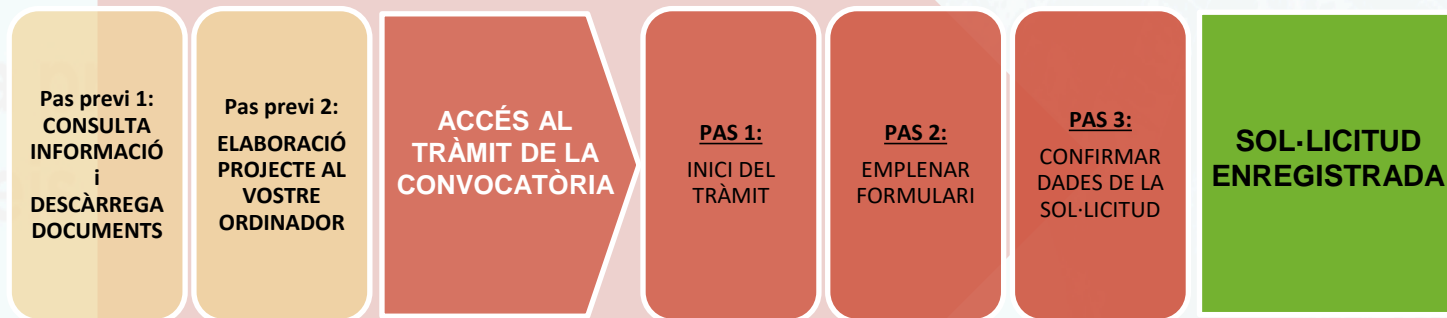 Pas previ 1:
CONSULTA
INFORMACIÓ
i
DESCÀRREGA
DOCUMENTS
Pas previ 2:
ELABORACIÓ
PROJECTE AL
VOSTRE
ORDINADOR
ACCÉS AL
TRÀMIT DE LA
CONVOCATÒRIA
PAS 1:
INICI DEL
TRÀMIT
PAS 2:
EMPLENAR
FORMULARI
PAS 3:
CONFIRMAR
DADES DE LA
SOL·LICITUD
SOL·LICITUD
ENREGISTRADA